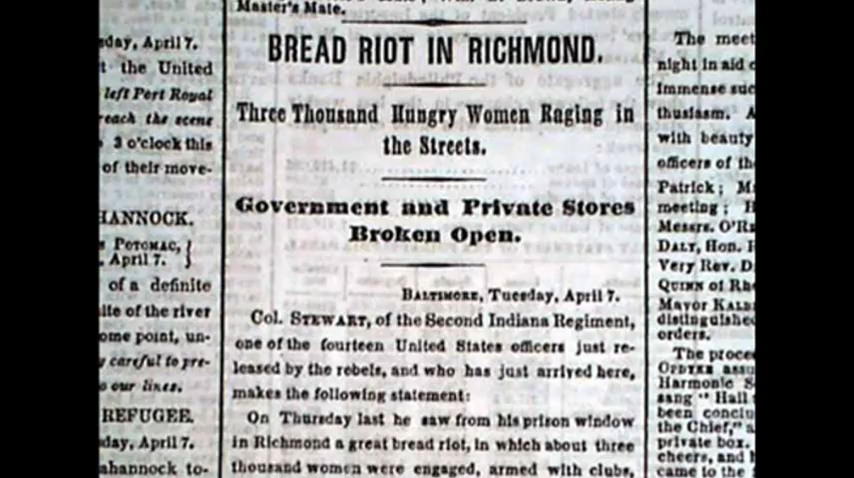 Master's Mate.
BREAD RIOT IN RICHMOND.
Three Thousand Hungry Women Raging in
the Streets.
Government and Private Stores
Broken Open.
BALTIMORE, Tuesday, April 7.
Col. STEWART, of the Second Indiana Regiment,
one of the fourteen United States officers just re-
leased by the rebels, and who has just arrived here,
makes the following statement:
On Thursday last he saw from his prison window
in Richmond a great bread riot, in which about three
thousand women were engaged, armed with clubs,
day, April 7.
t the United
left Port Royal
each the scene
3 o'clock this
of their move-
HANNOCK.
POTOMAC, }
April 7.
of a definite
ite of the river
ome point, un-
y careful to pre-
o our lines.
REFUGEE.
day, April 7.
ahannock to-
The meet
night in aid
Immense suc
thusiasm. A
with beauty
officers of th
Patrick; M
meeting; H
Messrs. O'R
DALY, Hon.
Very Rev. D
QUINN of Rh
Mayor KALB
distinguished
orders.
The procee
OPDYKE assu
Harmonic S
sang " Hail
been conclu
the Chief," a
private box.
cheers, and h
came to the